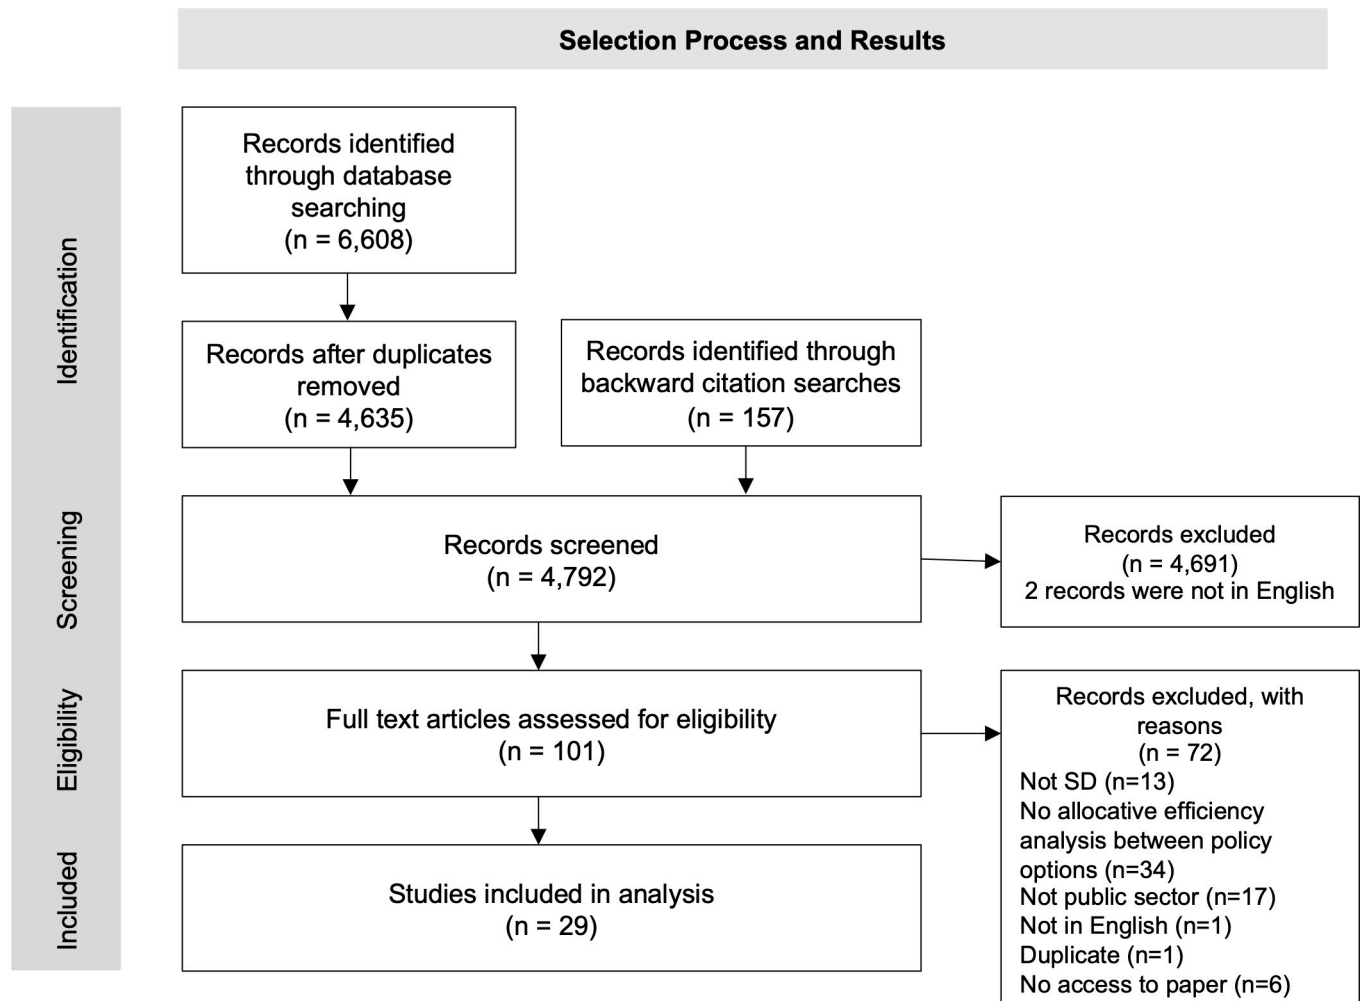 Selection Process and Results
Identification
Records identified
through database
searching
(n = 6,608)
Records after duplicates
removed
(n = 4,635)
Records identified through
backward citation searches
(n = 157)
Screening
Records screened
(n = 4,792)
Records excluded
(n = 4,691)
2 records were not in English
Eligibility
Full text articles assessed for eligibility
(n = 101)
Records excluded, with
reasons
(n = 72)
Not SD (n=13)
No allocative efficiency
analysis between policy
options (n=34)
Not public sector (n=17)
Not in English (n=1)
Duplicate (n=1)
No access to paper (n=6)
Included
Studies included in analysis
(n = 29)